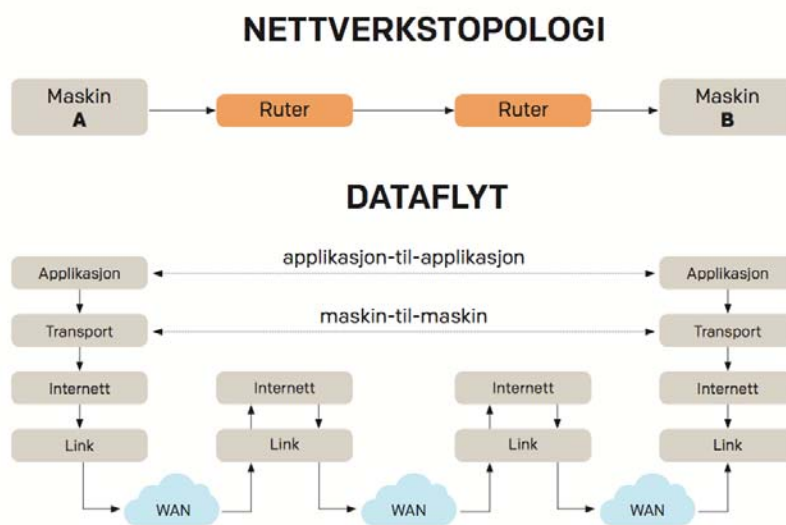 NETTVERKSTOPOLOGI
Maskin
A
Ruter
Ruter
Maskin
B
DATAFLYT
Applikasjon
applikasjon-til-applikasjon
Applikasjon
Transport
maskin-til-maskin
Transport
Internett
Internett
Internett
Internett
Link
Link
Link
Link
WAN
WAN
WAN